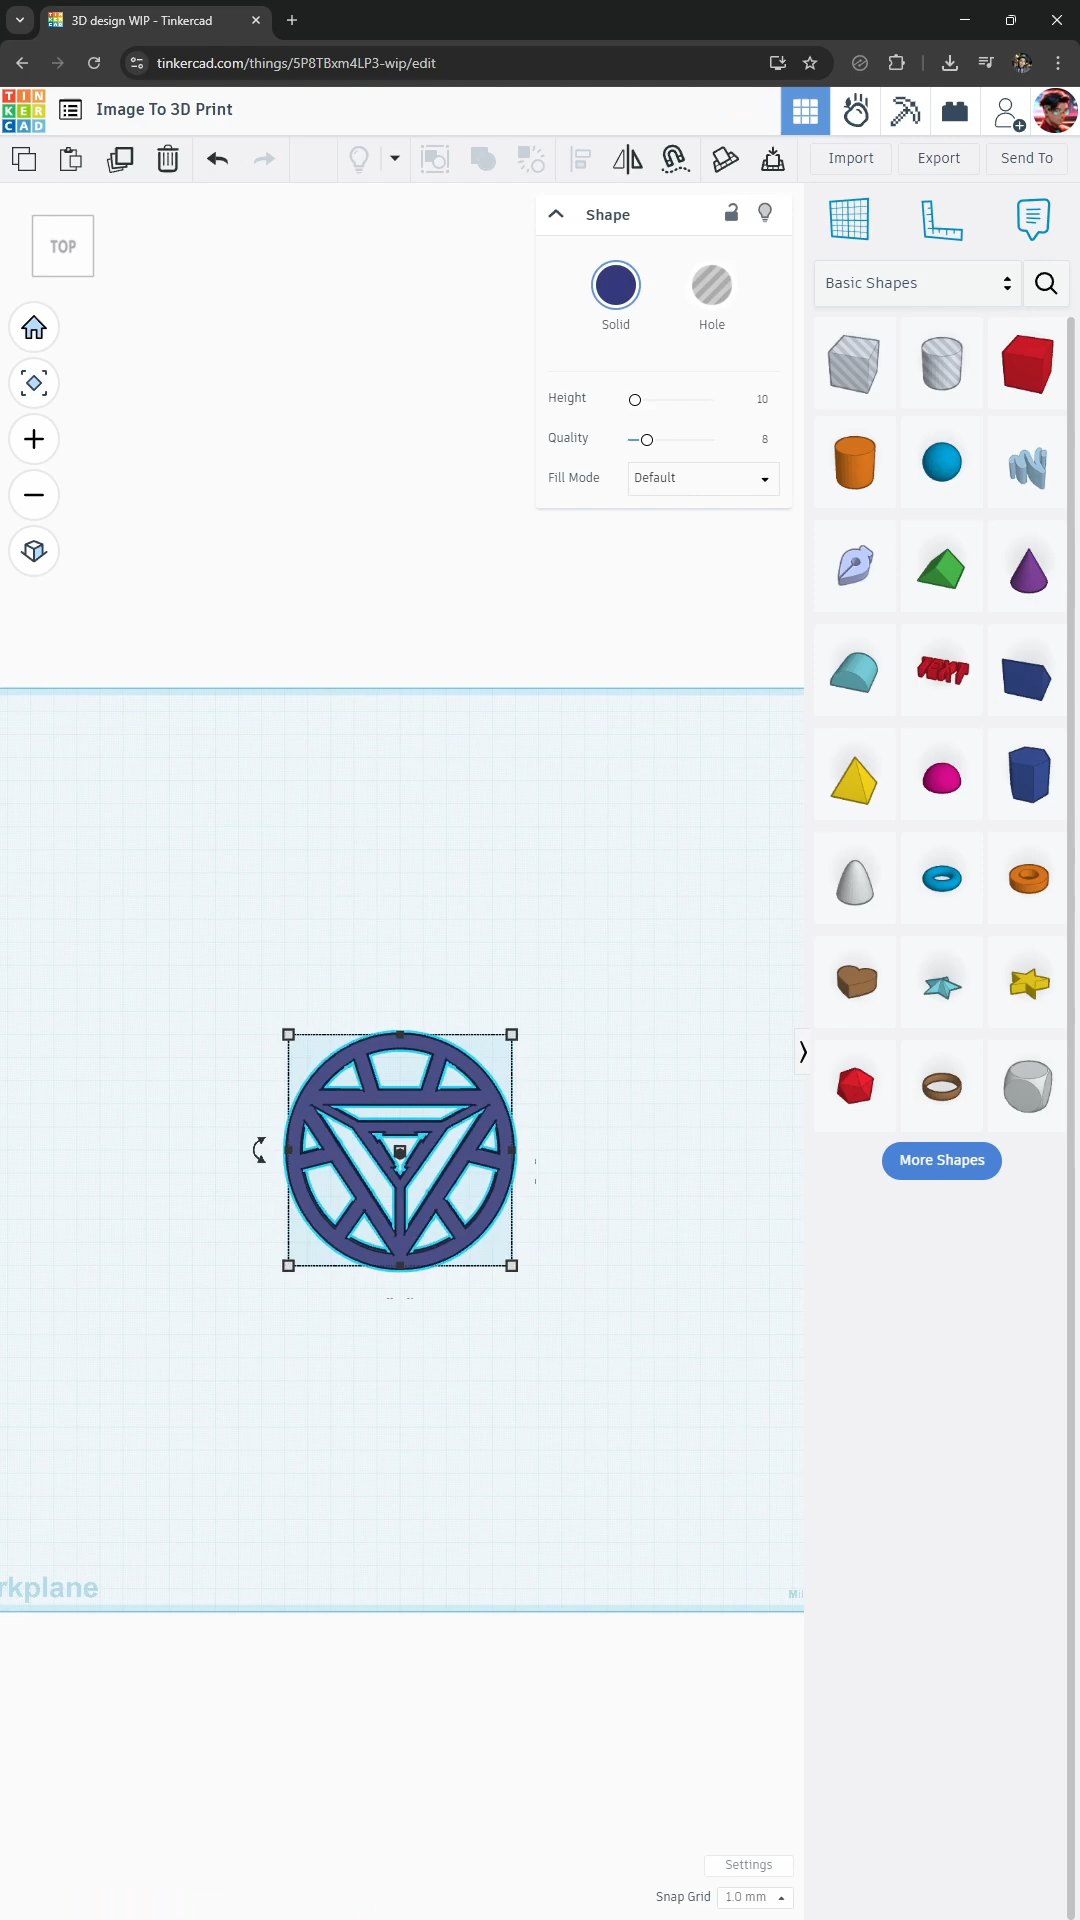 3D design WIP - Tinkercad
tinkercad.com/things/5P8TBxm4LP3-wip/edit
TIN
KER
CAD
Image To 3D Print
Import
Export
Send To
TOP
Shape
Solid
Hole
Height
10
Quality
8
Fill Mode
Default
Basic Shapes
TEXT
More Shapes
rkplane
Mil
Settings
Snap Grid
1.0 mm